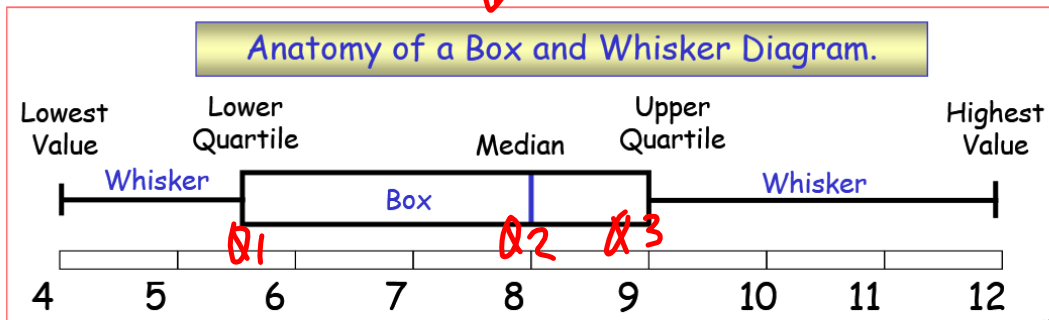 Anatomy of a Box and Whisker Diagram.
Lowest Value
Lower Quartile
Median
Upper Quartile
Highest Value
Whisker
Box
Whisker
Q1
Q2
Q3
4 5 6 7 8 9 10 11 12